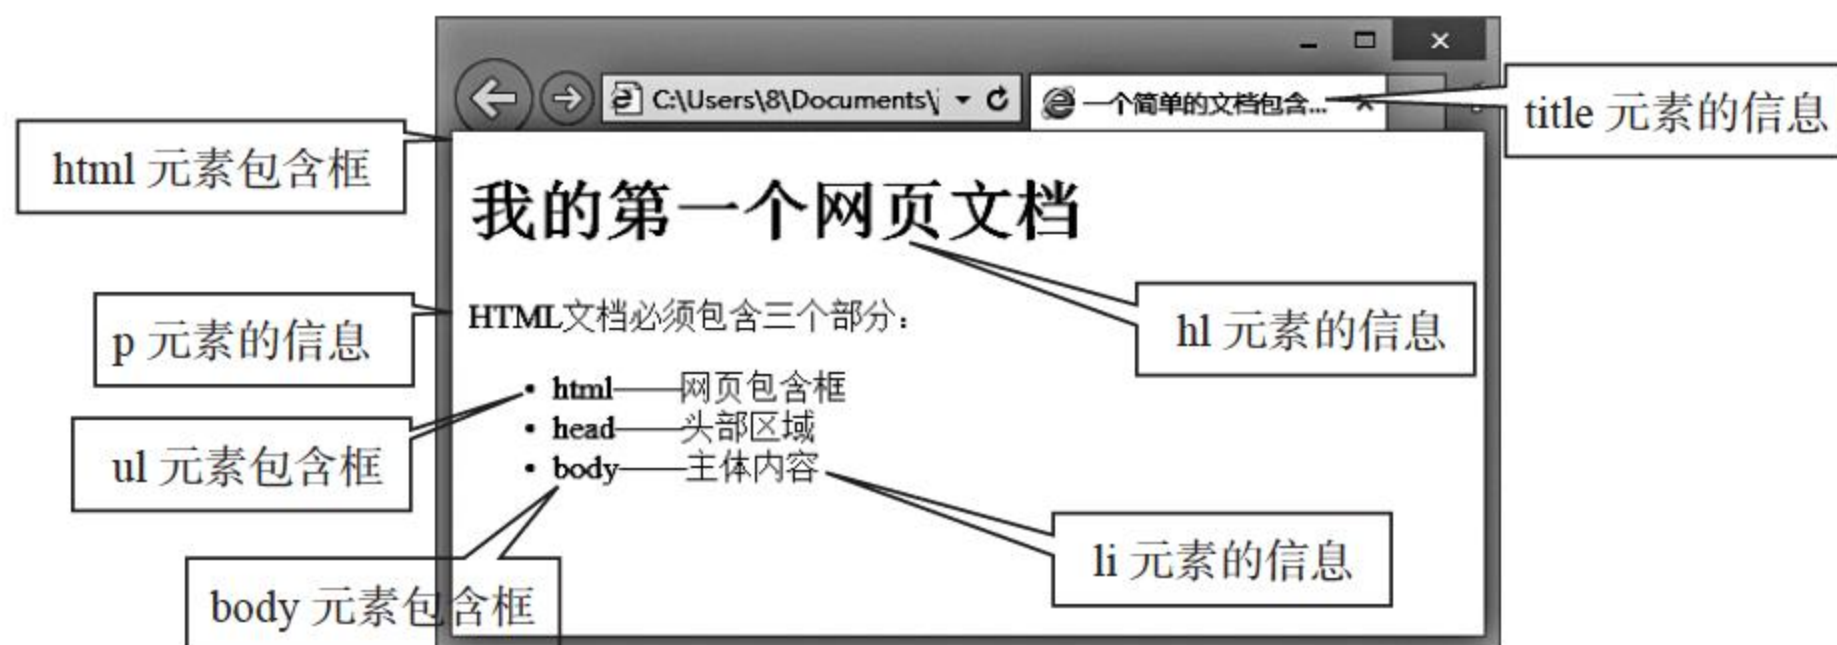 C:\Users\8\Documents\
一个简单的文档包含...
title 元素的信息
html 元素包含框
我的第一个网页文档
hl 元素的信息
p 元素的信息
HTML文档必须包含三个部分：
• html——网页包含框
• head——头部区域
• body——主体内容
ul 元素包含框
li 元素的信息
body 元素包含框